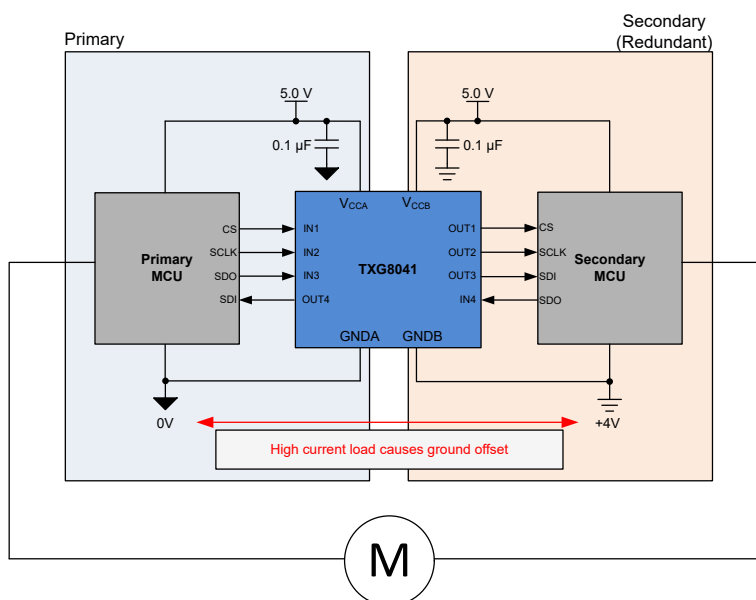 Primary
Secondary
(Redundant)
5.0 V
5.0 V
0.1 µF
0.1 µF
VCCA
VCCB
CS
IN1
OUT1
CS
SCLK
IN2
OUT2
SCLK
Primary
MCU
TXG8041
Secondary
MCU
SDO
IN3
OUT3
SDI
SDI
OUT4
IN4
SDO
GNDA
GNDB
0V
+4V
High current load causes ground offset
M